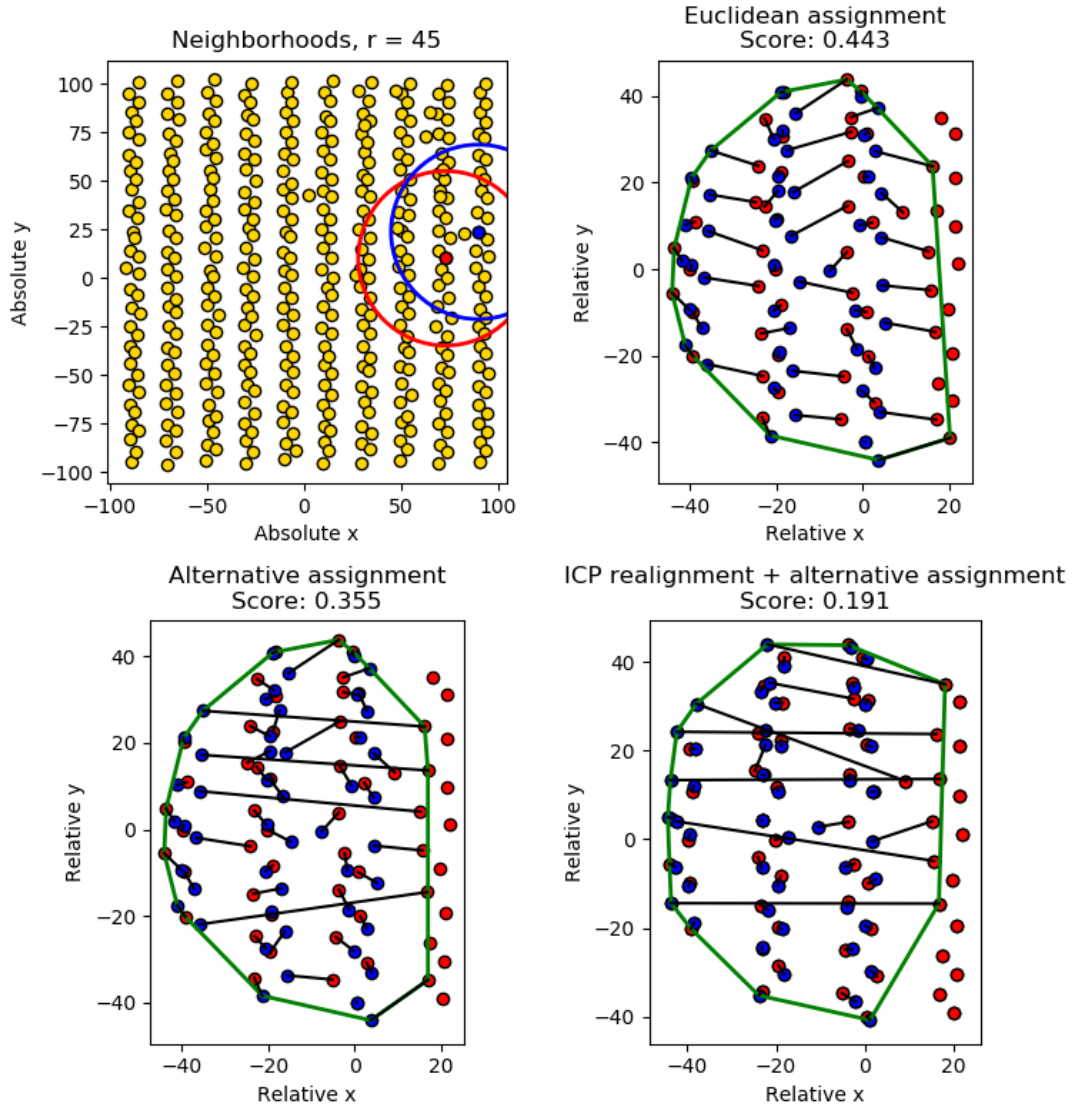 Neighborhoods, r = 45
100
75
50
25
0
−25
−50
−75
−100
Absolute y
−100
−50
0
50
100
Absolute x
Euclidean assignment
Score: 0.443
40
20
0
−20
−40
Relative y
−40
−20
0
20
Relative x
Alternative assignment
Score: 0.355
40
20
0
−20
−40
Relative y
−40
−20
0
20
Relative x
ICP realignment + alternative assignment
Score: 0.191
40
20
0
−20
−40
Relative y
−40
−20
0
20
Relative x